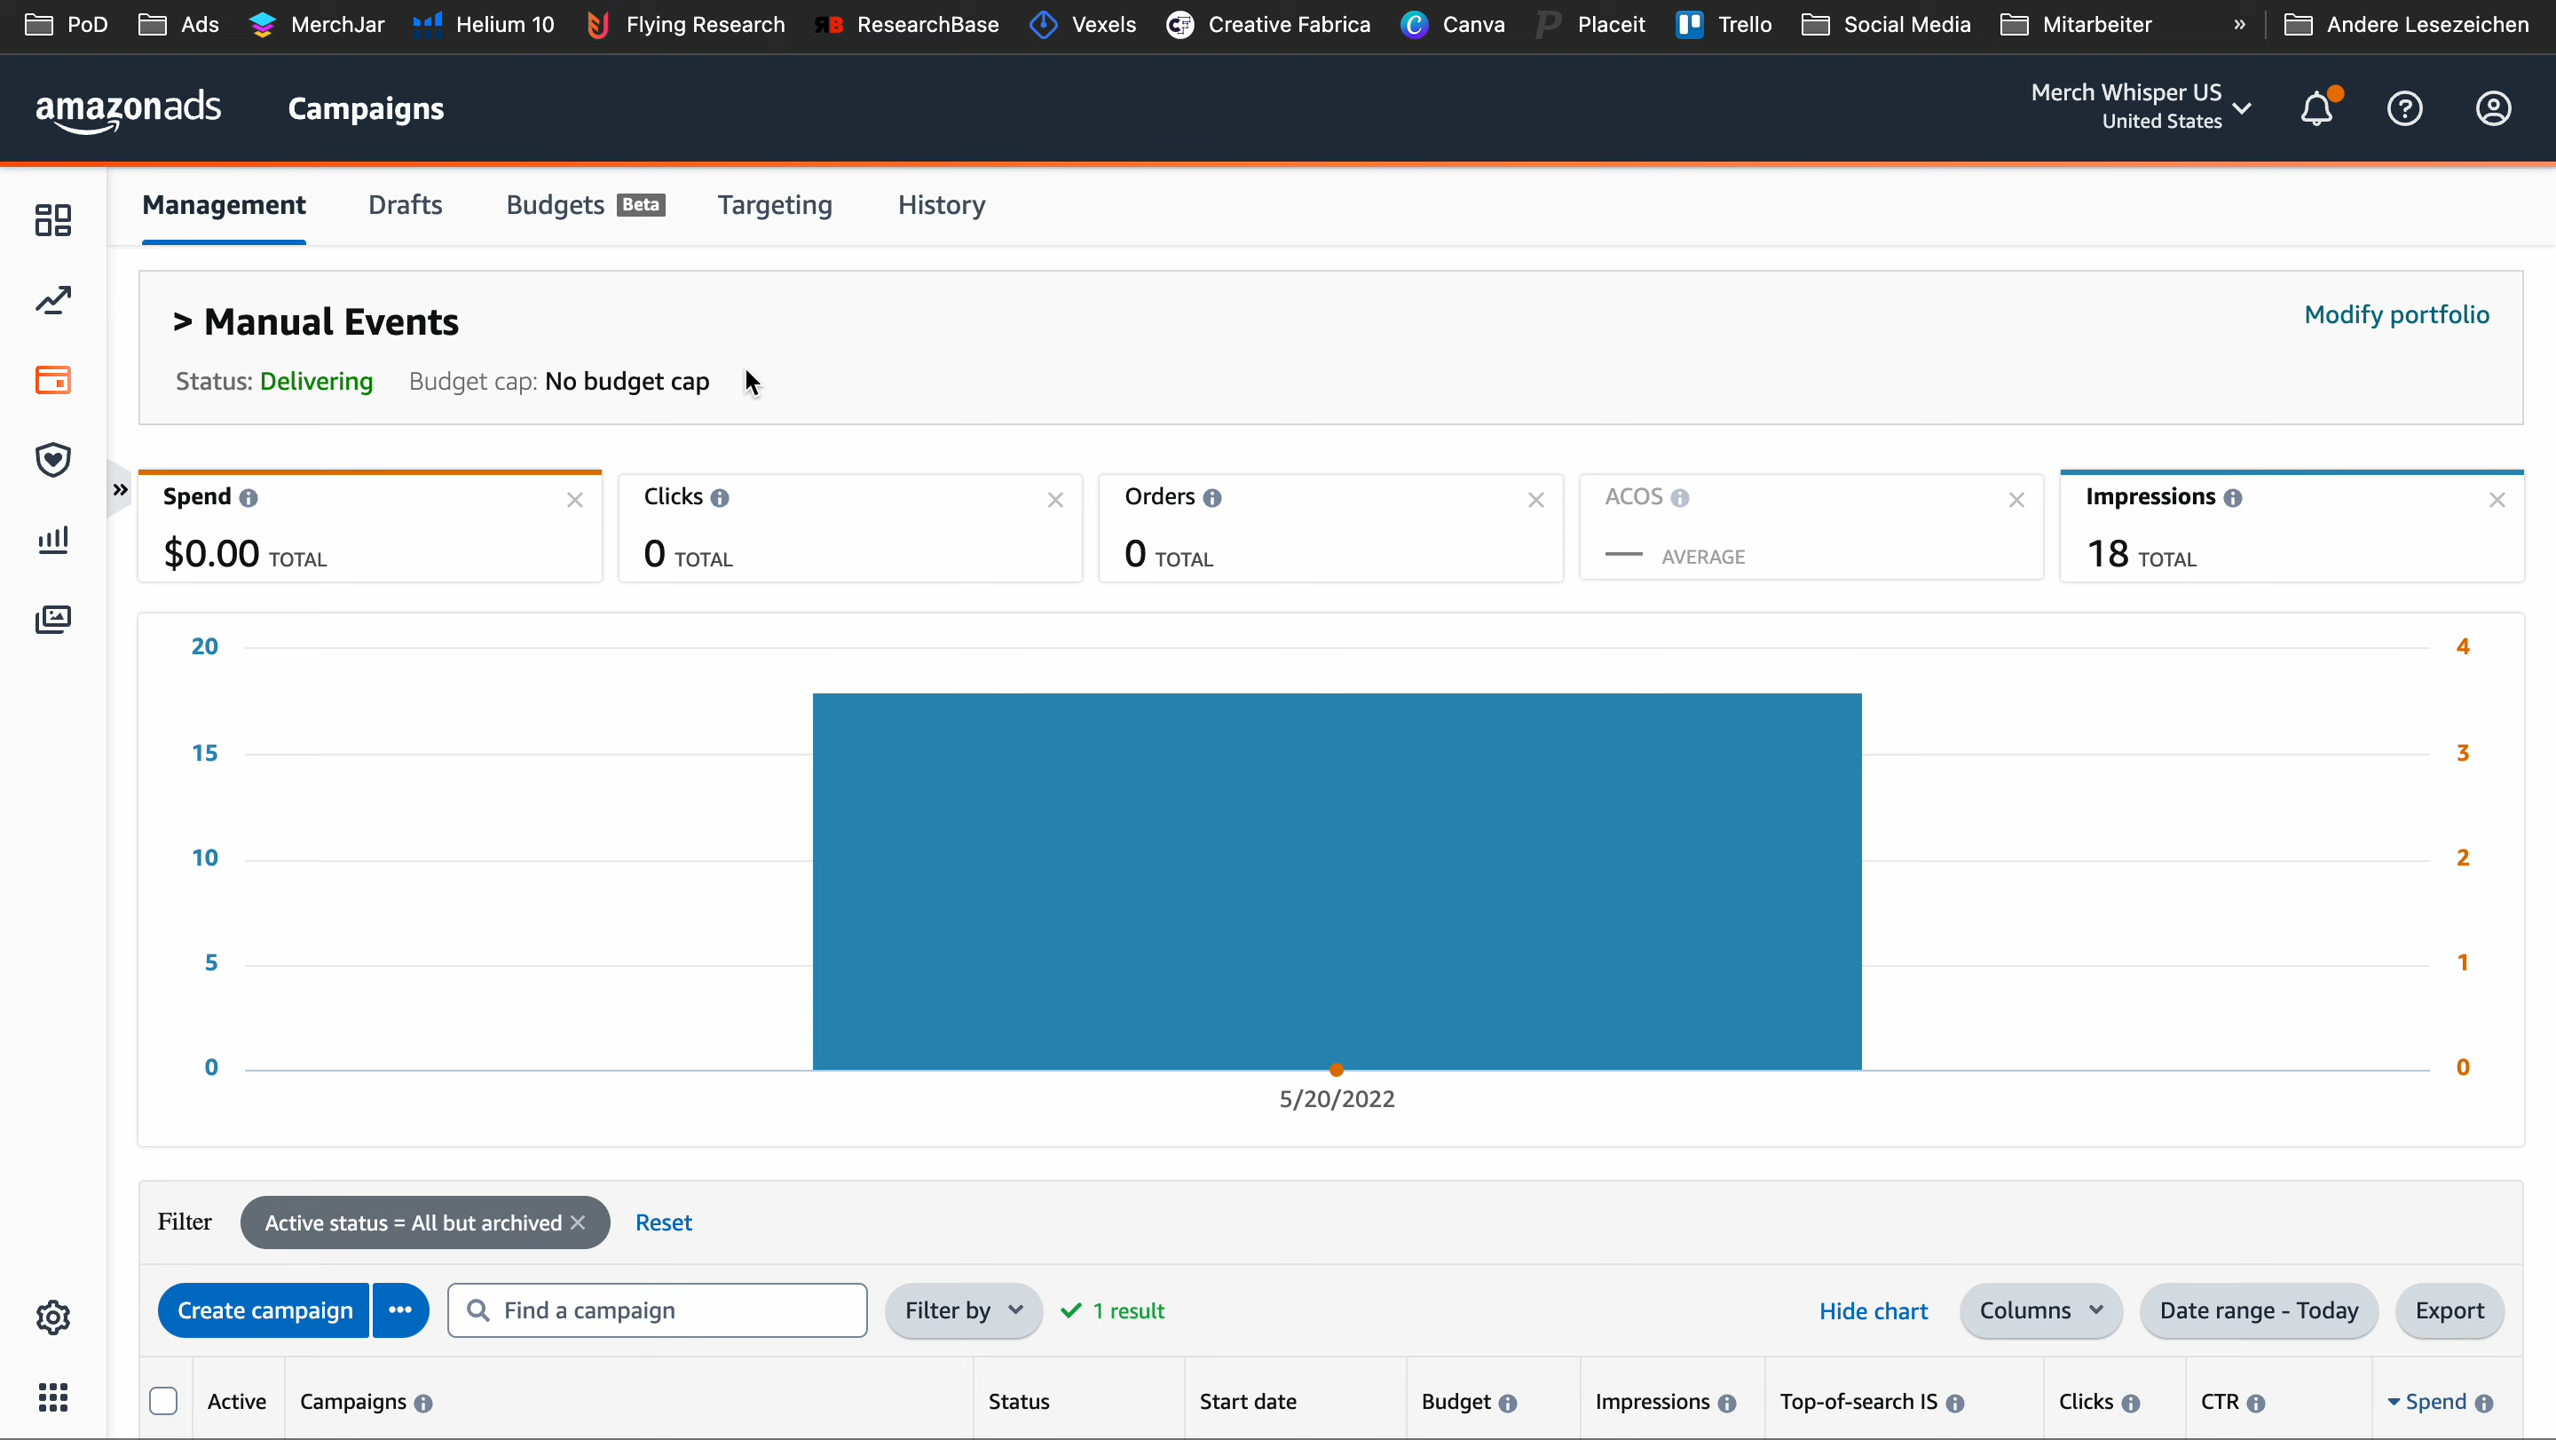 PoD Ads MerchJar Helium 10 Flying Research ResearchBase Vexels Creative Fabrica Canva Placeit Trello Social Media Mitarbeiter » Andere Lesezeichen
amazonads Campaigns
Merch Whisper US
United States
Management Drafts Budgets Beta Targeting History
> Manual Events
Modify portfolio
Status: Delivering Budget cap: No budget cap
Spend Clicks Orders ACOS Impressions
$0.00 TOTAL 0 TOTAL 0 TOTAL — AVERAGE 18 TOTAL
20 4
15 3
10 2
5 1
0 0
5/20/2022
Filter Active status = All but archived Reset
Create campaign ••• Find a campaign Filter by 1 result Hide chart Columns Date range - Today Export
Active Campaigns Status Start date Budget Impressions Top-of-search IS Clicks CTR Spend